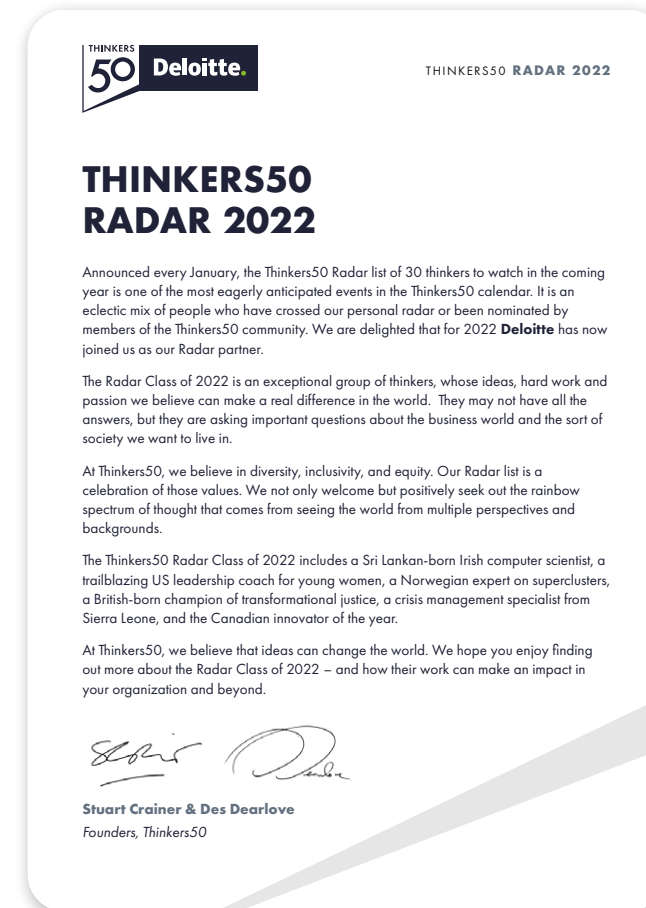 THINKERS
50
Deloitte.
THINKERS50 RADAR 2022
THINKERS50
RADAR 2022
Announced every January, the Thinkers50 Radar list of 30 thinkers to watch in the coming
year is one of the most eagerly anticipated events in the Thinkers50 calendar. It is an
eclectic mix of people who have crossed our personal radar or been nominated by
members of the Thinkers50 community. We are delighted that for 2022 Deloitte has now
joined us as our Radar partner.
The Radar Class of 2022 is an exceptional group of thinkers, whose ideas, hard work and
passion we believe can make a real difference in the world.  They may not have all the
answers, but they are asking important questions about the business world and the sort of
society we want to live in.
At Thinkers50, we believe in diversity, inclusivity, and equity. Our Radar list is a
celebration of those values. We not only welcome but positively seek out the rainbow
spectrum of thought that comes from seeing the world from multiple perspectives and
backgrounds.
The Thinkers50 Radar Class of 2022 includes a Sri Lankan-born Irish computer scientist, a
trailblazing US leadership coach for young women, a Norwegian expert on superclusters,
a British-born champion of transformational justice, a crisis management specialist from
Sierra Leone, and the Canadian innovator of the year.
At Thinkers50, we believe that ideas can change the world. We hope you enjoy finding
out more about the Radar Class of 2022 – and how their work can make an impact in
your organization and beyond.
Stuart Crainer & Des Dearlove
Founders, Thinkers50